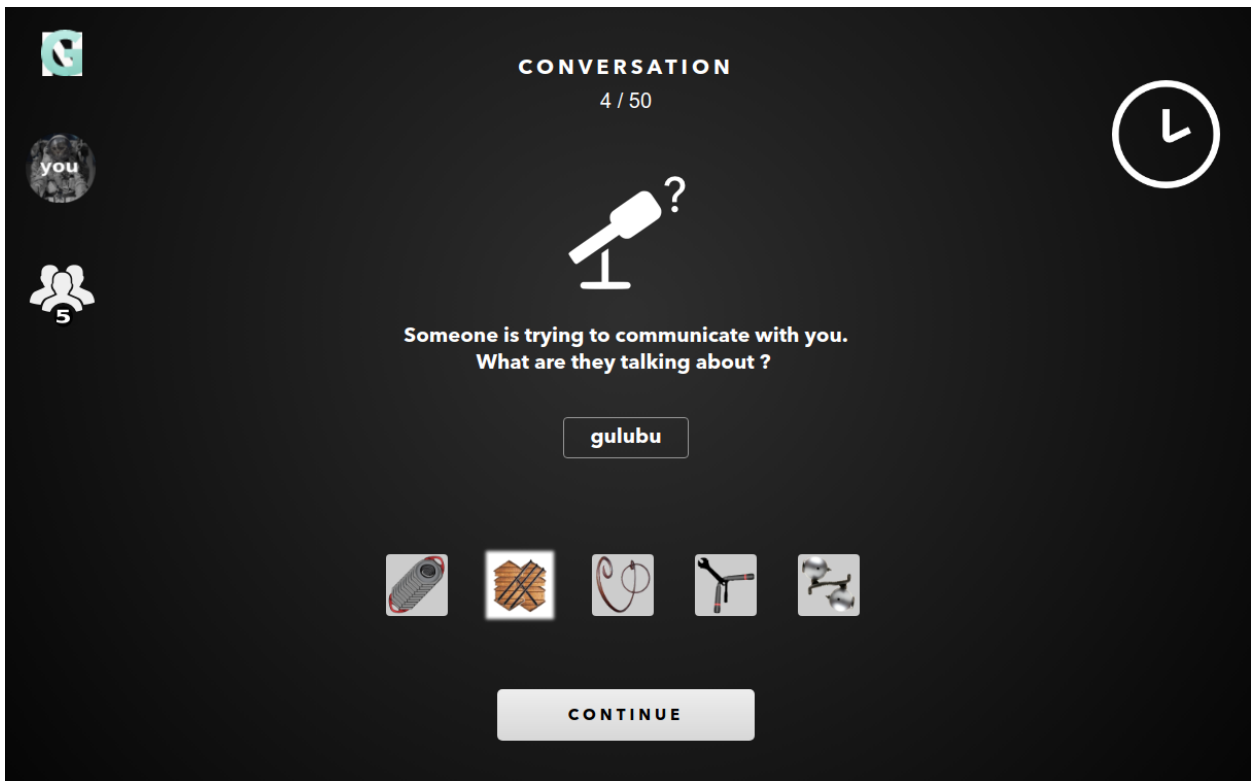 G
CONVERSATION
4 / 50
you
?
5
Someone is trying to communicate with you.
What are they talking about ?
gulubu
CONTINUE